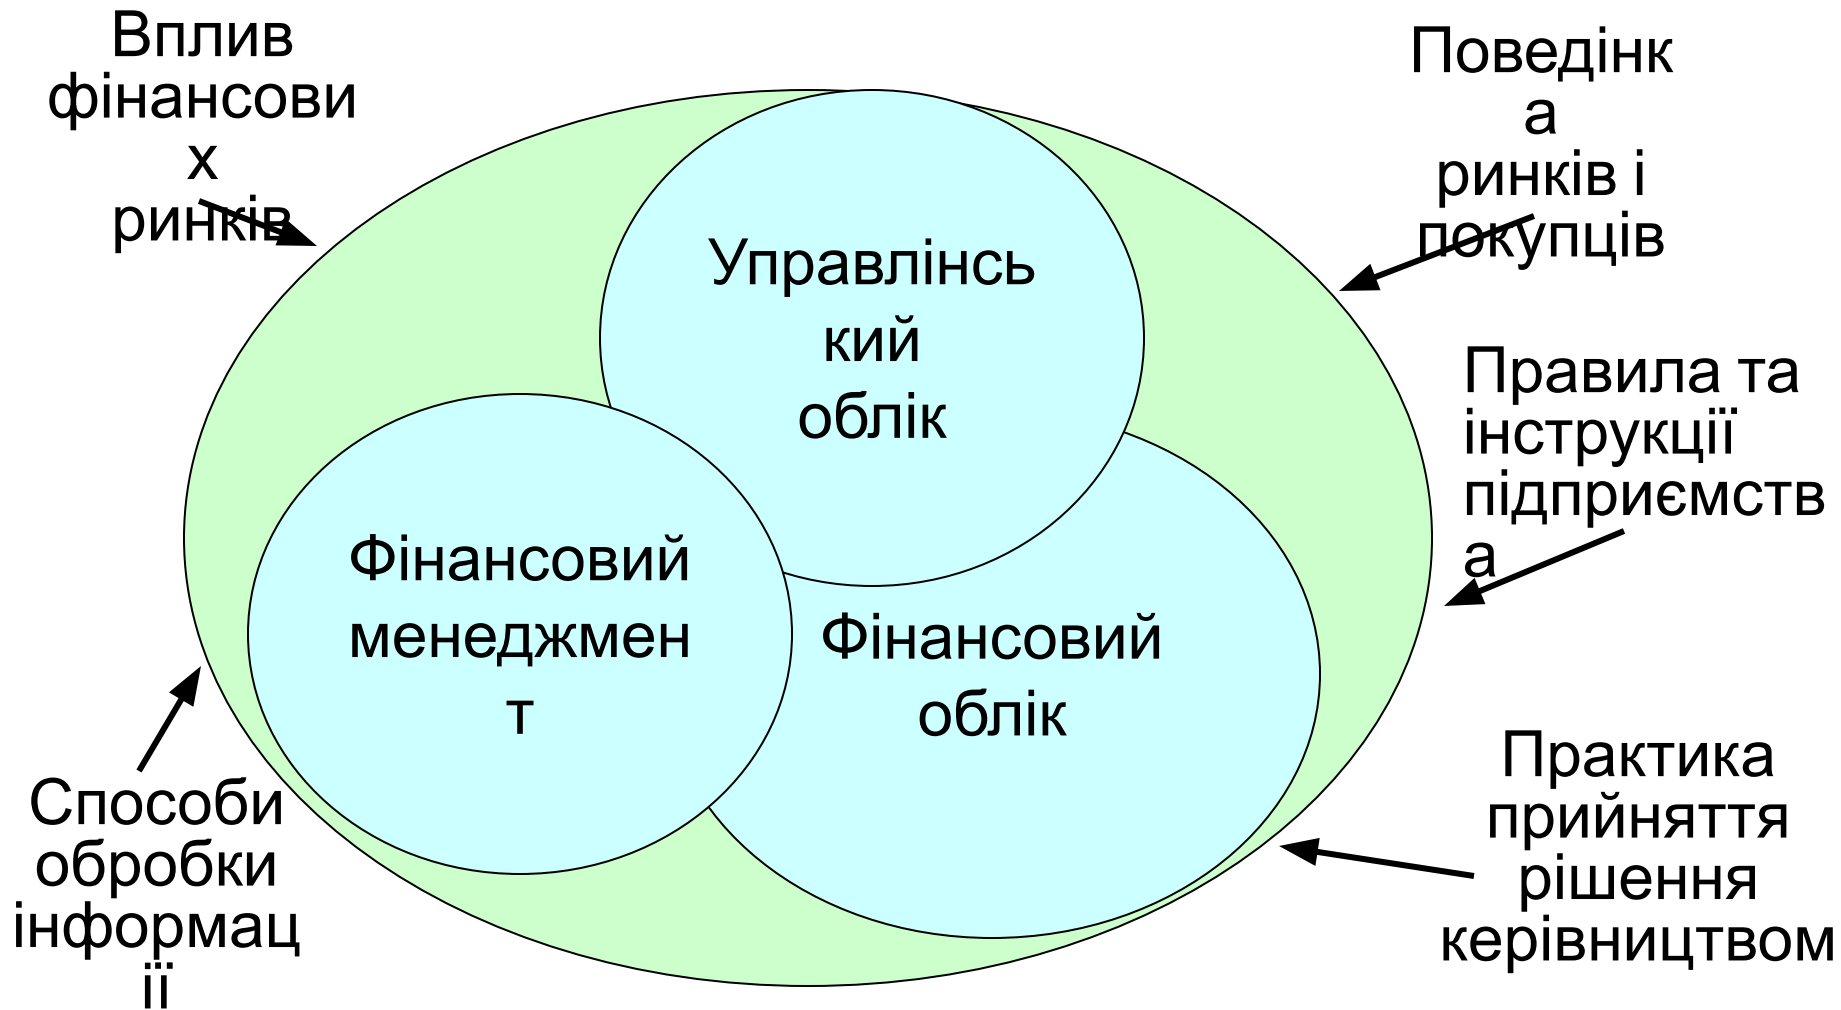 Вплив
фінансови
х
ринків
Поведінк
а
ринків і
покупців
Управлінсь
кий
облік
Правила та
інструкції
підприємств
а
Фінансовий
менеджмен
т
Фінансовий
облік
Способи
обробки
інформац
ії
Практика
прийняття
рішення
керівництвом